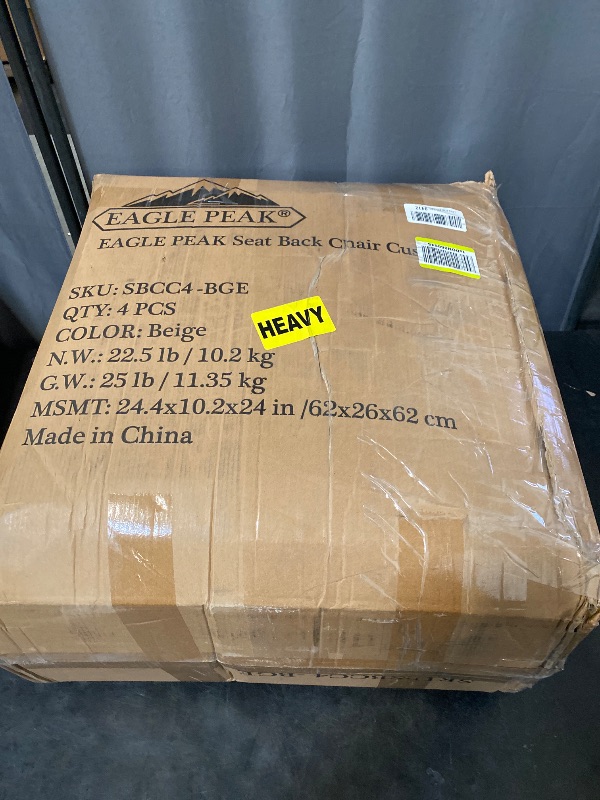 EAGLE PEAK®
EAGLE PEAK Seat Back Chair Cus
SKU: SBCC4-BGE
QTY: 4 PCS
COLOR: Beige
N.W.: 22.5 lb / 10.2 kg
G.W.: 25 lb / 11.35 kg
MSMT: 24.4x10.2x24 in /62x26x62 cm
Made in China
HEAVY